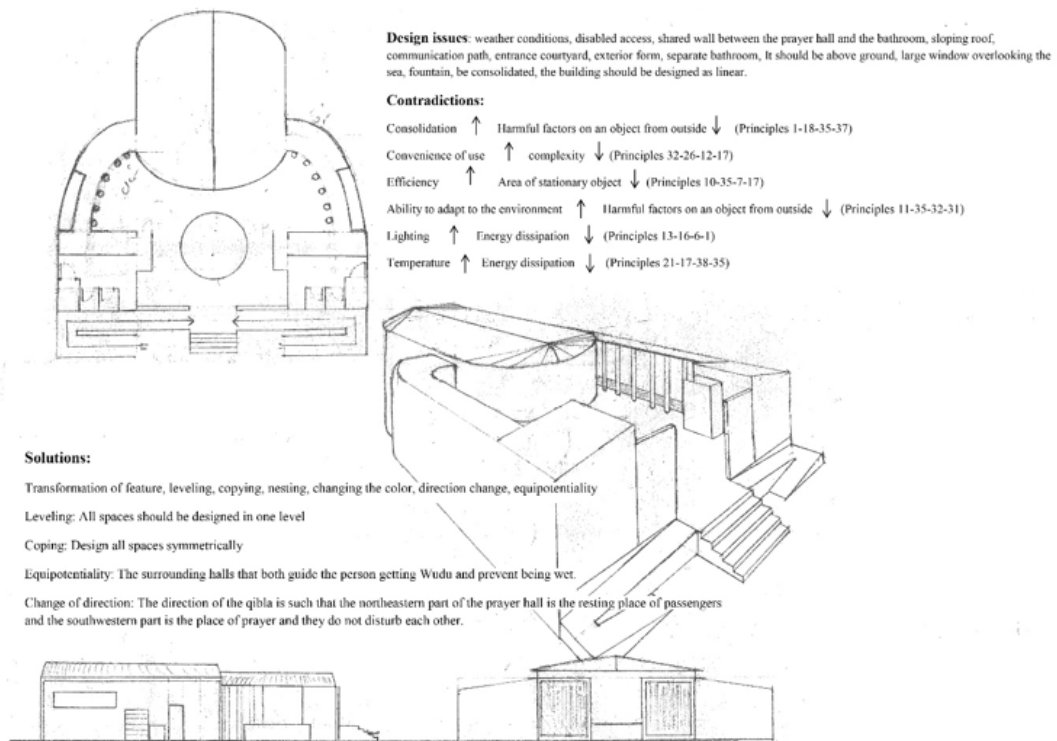 Design issues: weather conditions, disabled access, shared wall between the prayer hall and the bathroom, sloping roof,
communication path, entrance courtyard, exterior form, separate bathroom, It should be above ground, large window overlooking the
sea, fountain, be consolidated, the building should be designed as linear.
Contradictions:
Consolidation ↑ Harmful factors on an object from outside ↓ (Principles 1-18-35-37)
Convenience of use ↑ complexity ↓ (Principles 32-26-12-17)
Efficiency ↑ Area of stationary object ↓ (Principles 10-35-7-17)
Ability to adapt to the environment ↑ Harmful factors on an object from outside ↓ (Principles 11-35-32-31)
Lighting ↑ Energy dissipation ↓ (Principles 13-16-6-1)
Temperature ↑ Energy dissipation ↓ (Principles 21-17-38-35)
Solutions:
Transformation of feature, leveling, copying, nesting, changing the color, direction change, equipotentiality
Leveling: All spaces should be designed in one level
Coping: Design all spaces symmetrically
Equipotentiality: The surrounding halls that both guide the person getting Wudu and prevent being wet.
Change of direction: The direction of the qibla is such that the northeastern part of the prayer hall is the resting place of passengers
and the southwestern part is the place of prayer and they do not disturb each other.